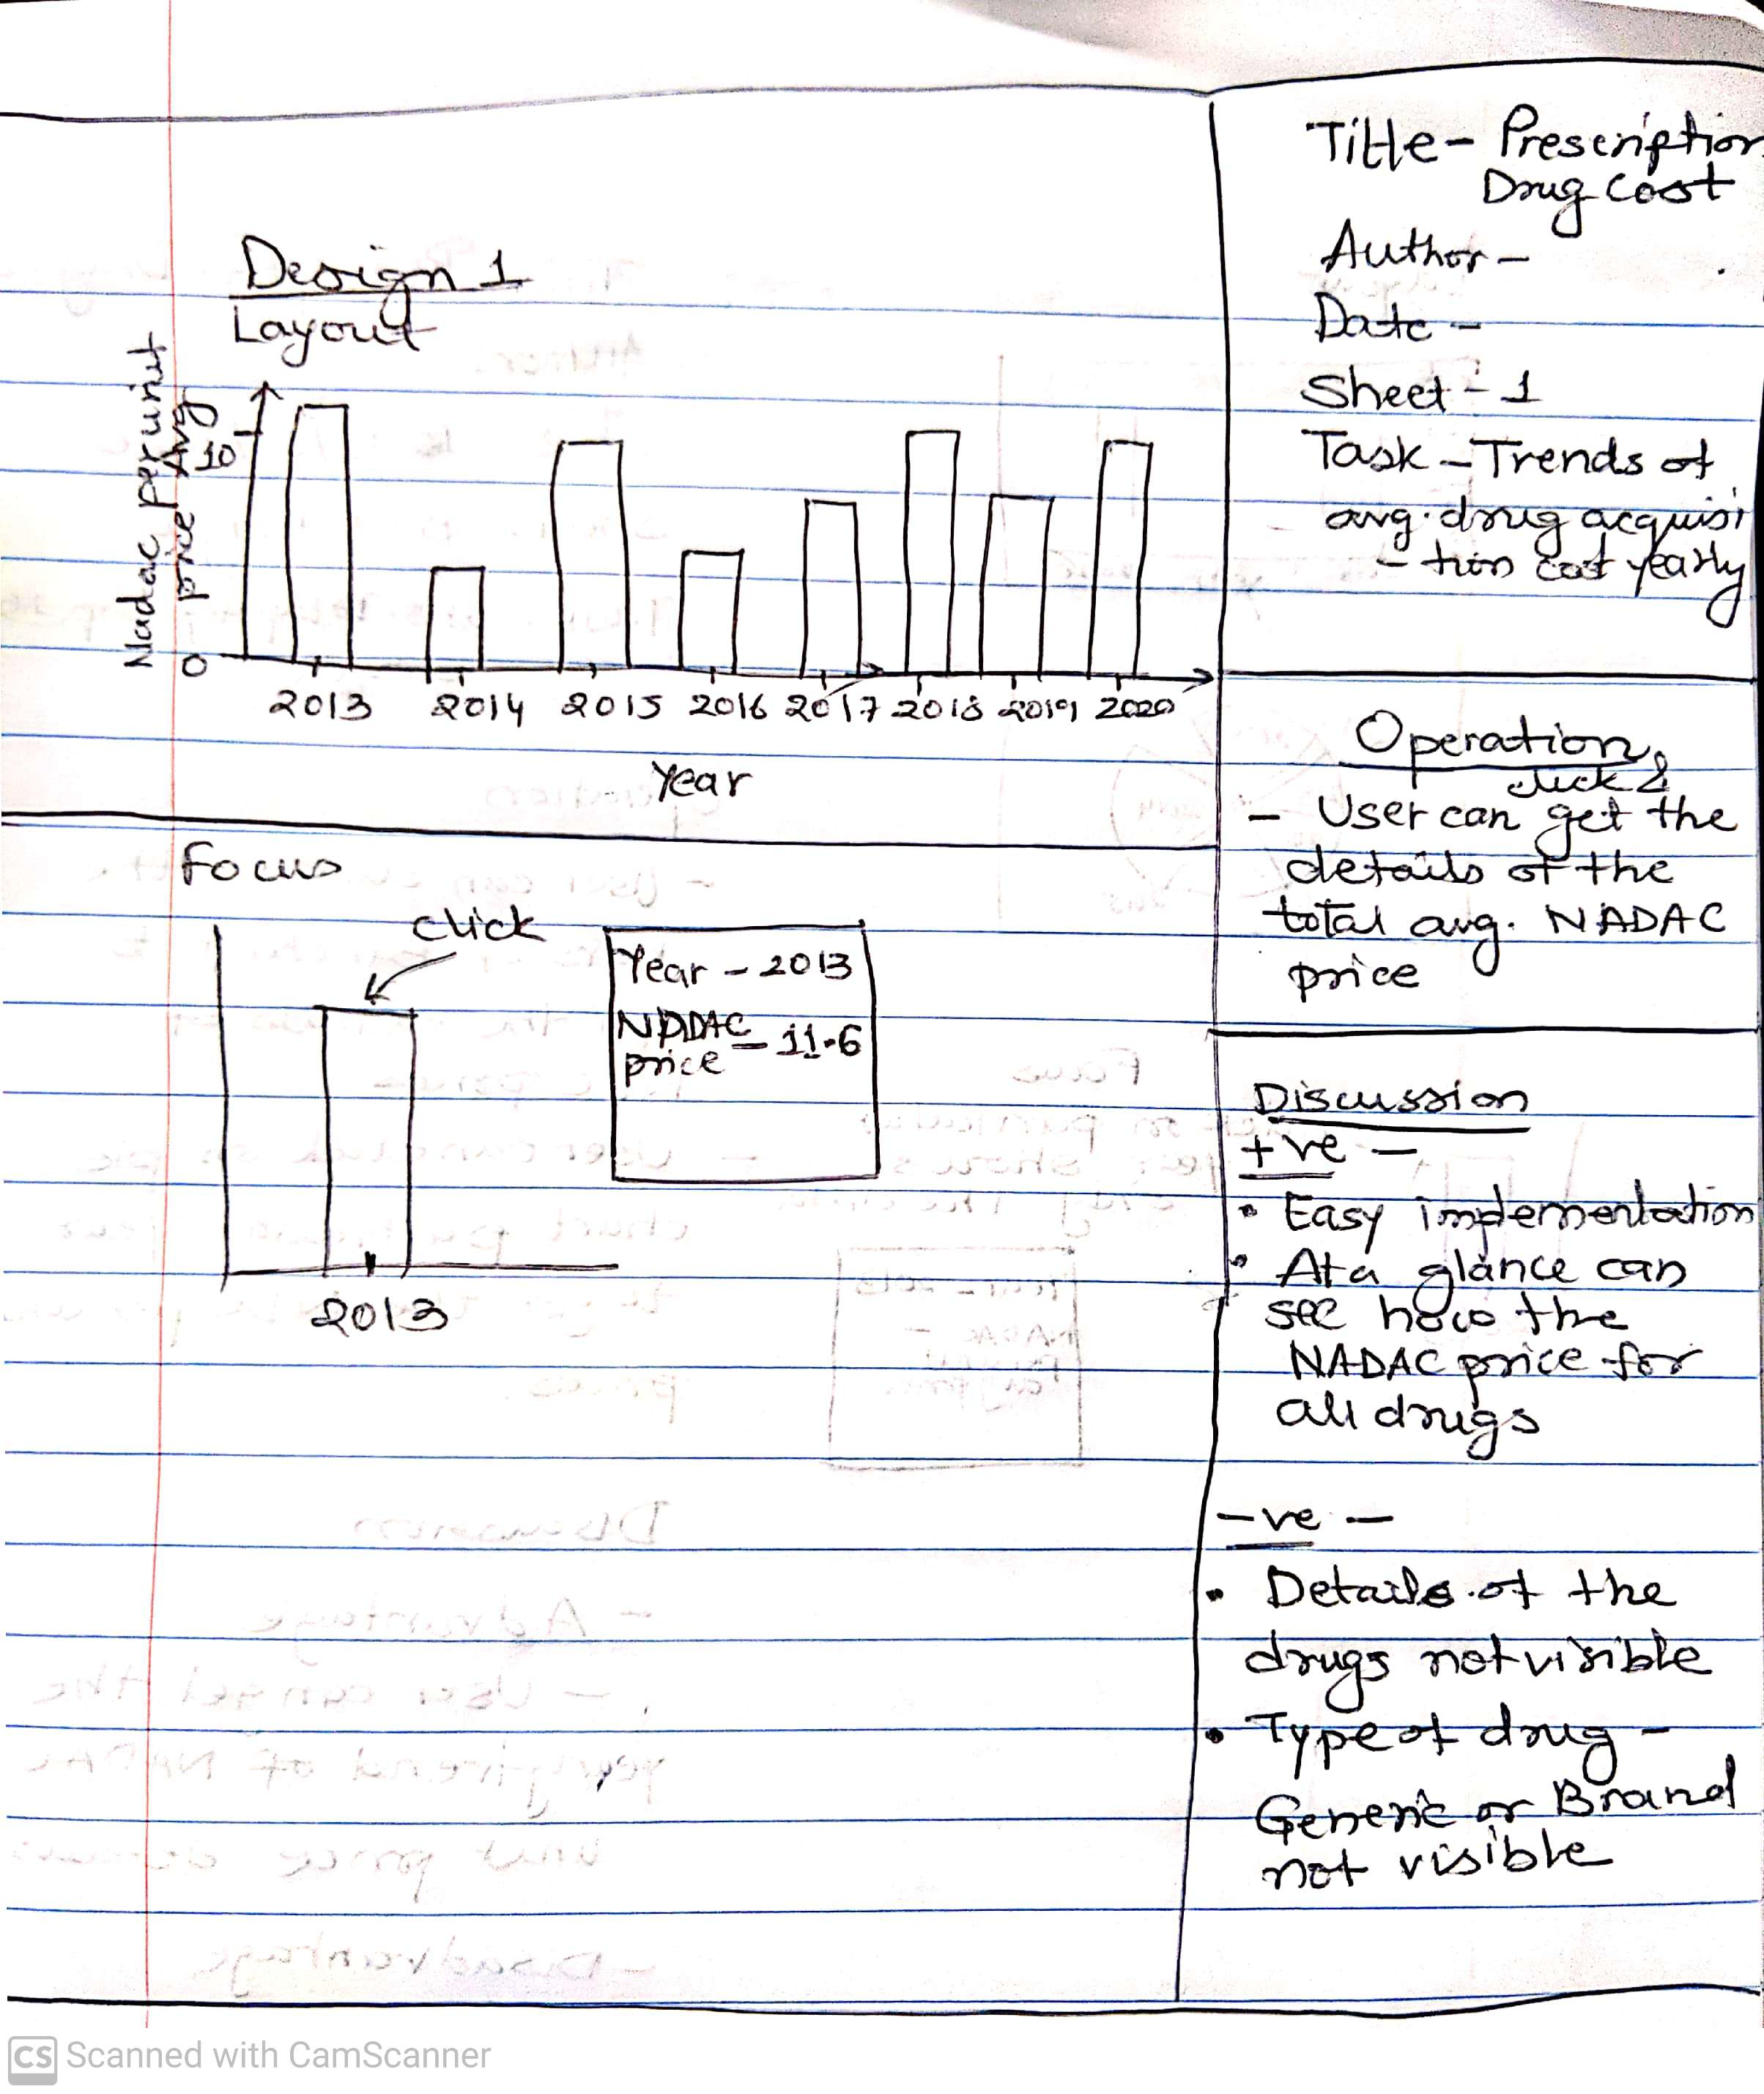 Design 1
Layout
Nadac per unit
price Avg
10
0
2013 2014 2015 2016 2017 2018 2019 2020
Year
Focus
click
Year - 2013
NADAC
price - 11.6
2013
Title - Prescription
Drug Cost
Author -
Date -
Sheet - 1
Task - Trends of
avg. drug acquisi
- tion cost yearly
Operation
click &
- User can get the
details of the
total avg. NADAC
price
Discussion
+ve -
• Easy implementation
• At a glance can
see how the
NADAC price for
all drugs
-ve -
• Details of the
drugs not visible
• Type of drug -
Generic or Brand
not visible
CS Scanned with CamScanner